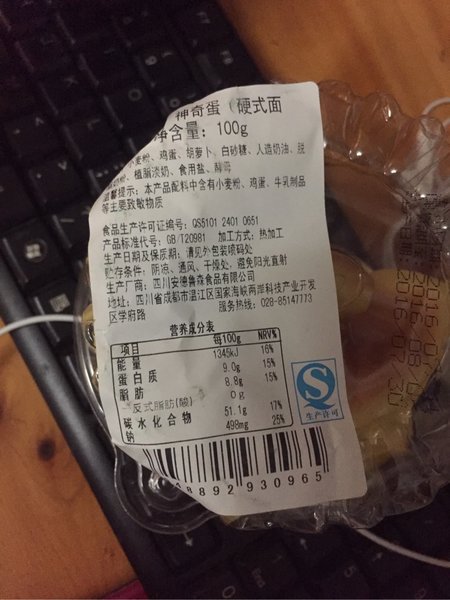 神奇蛋（硬式面
净含量：100g
小麦粉、鸡蛋、胡萝卜、白砂糖、人造奶油、脱
奶粉、植脂淡奶、食用盐、酵母
温馨提示：本产品配料中含有小麦粉、鸡蛋、牛乳制品
等主要致敏物质
食品生产许可证编号：QS5101 2401 0651
产品标准代号：GB/T20981 加工方式：热加工
生产日期及保质期：请见外包装喷码处
贮存条件：阴凉、通风、干燥处，避免阳光直射
生产厂商：四川安德鲁森食品有限公司
地址：四川省成都市温江区国家海峡两岸科技产业开发
区学府路 服务热线：028-85147773
营养成分表
项目 每100g NRV%
能量 1345kJ 16%
蛋白质 9.0g 15%
脂肪 8.8g 15%
反式脂肪(酸) 0g
碳水化合物 51.1g 17%
钠 498mg 25%
生产许可
8892930965